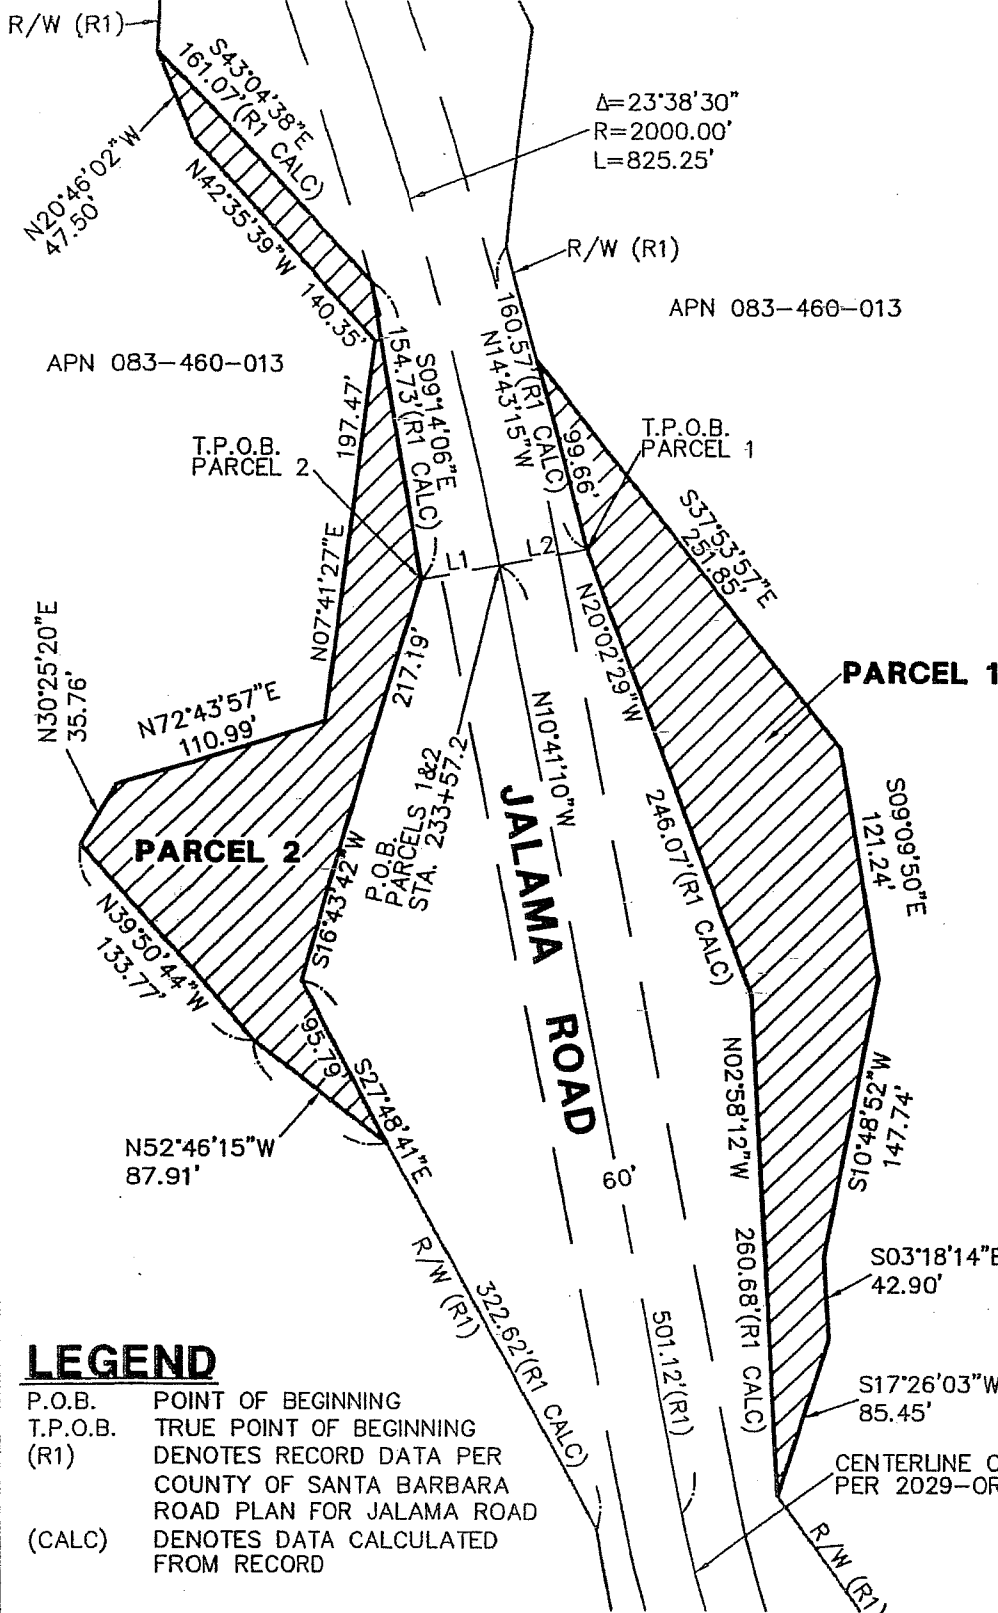 R/W (R1)
S43°04'38"E
161.07'(R1 CALC)
Δ=23°38'30"
R=2000.00'
L=825.25'
N20°46'02"W
47.50'
N42°35'39"W 140.35'
R/W (R1)
APN 083-460-013
APN 083-460-013
160.57'(R1 CALC)
N14°43'15"W
99.66'
S09°14'06"E
154.73'(R1 CALC)
197.47'
N07°41'27"E
T.P.O.B.
PARCEL 2
T.P.O.B.
PARCEL 1
L1
L2
S37°53'57"E
251.85'
N30°25'20"E
35.76'
N72°43'57"E
110.99'
217.19'
S16°43'42"W
N20°02'29"W
246.07'(R1 CALC)
PARCEL 1
P.O.B.
PARCELS 1&2
STA. 233+57.2
N10°41'10"W
JALAMA ROAD
PARCEL 2
S09°09'50"E
121.24'
N39°50'44"W
133.77'
95.79'
S27°48'41"E
N52°46'15"W
87.91'
N02°58'12"W
260.68'(R1 CALC)
S10°48'52"W
147.74'
60'
R/W (R1)
322.62'(R1 CALC)
501.12'(R1)
S03°18'14"E
42.90'
S17°26'03"W
85.45'
CENTERLINE O
PER 2029-OR
R/W (R1)
LEGEND
P.O.B. POINT OF BEGINNING
T.P.O.B. TRUE POINT OF BEGINNING
(R1) DENOTES RECORD DATA PER
COUNTY OF SANTA BARBARA
ROAD PLAN FOR JALAMA ROAD
(CALC) DENOTES DATA CALCULATED
FROM RECORD